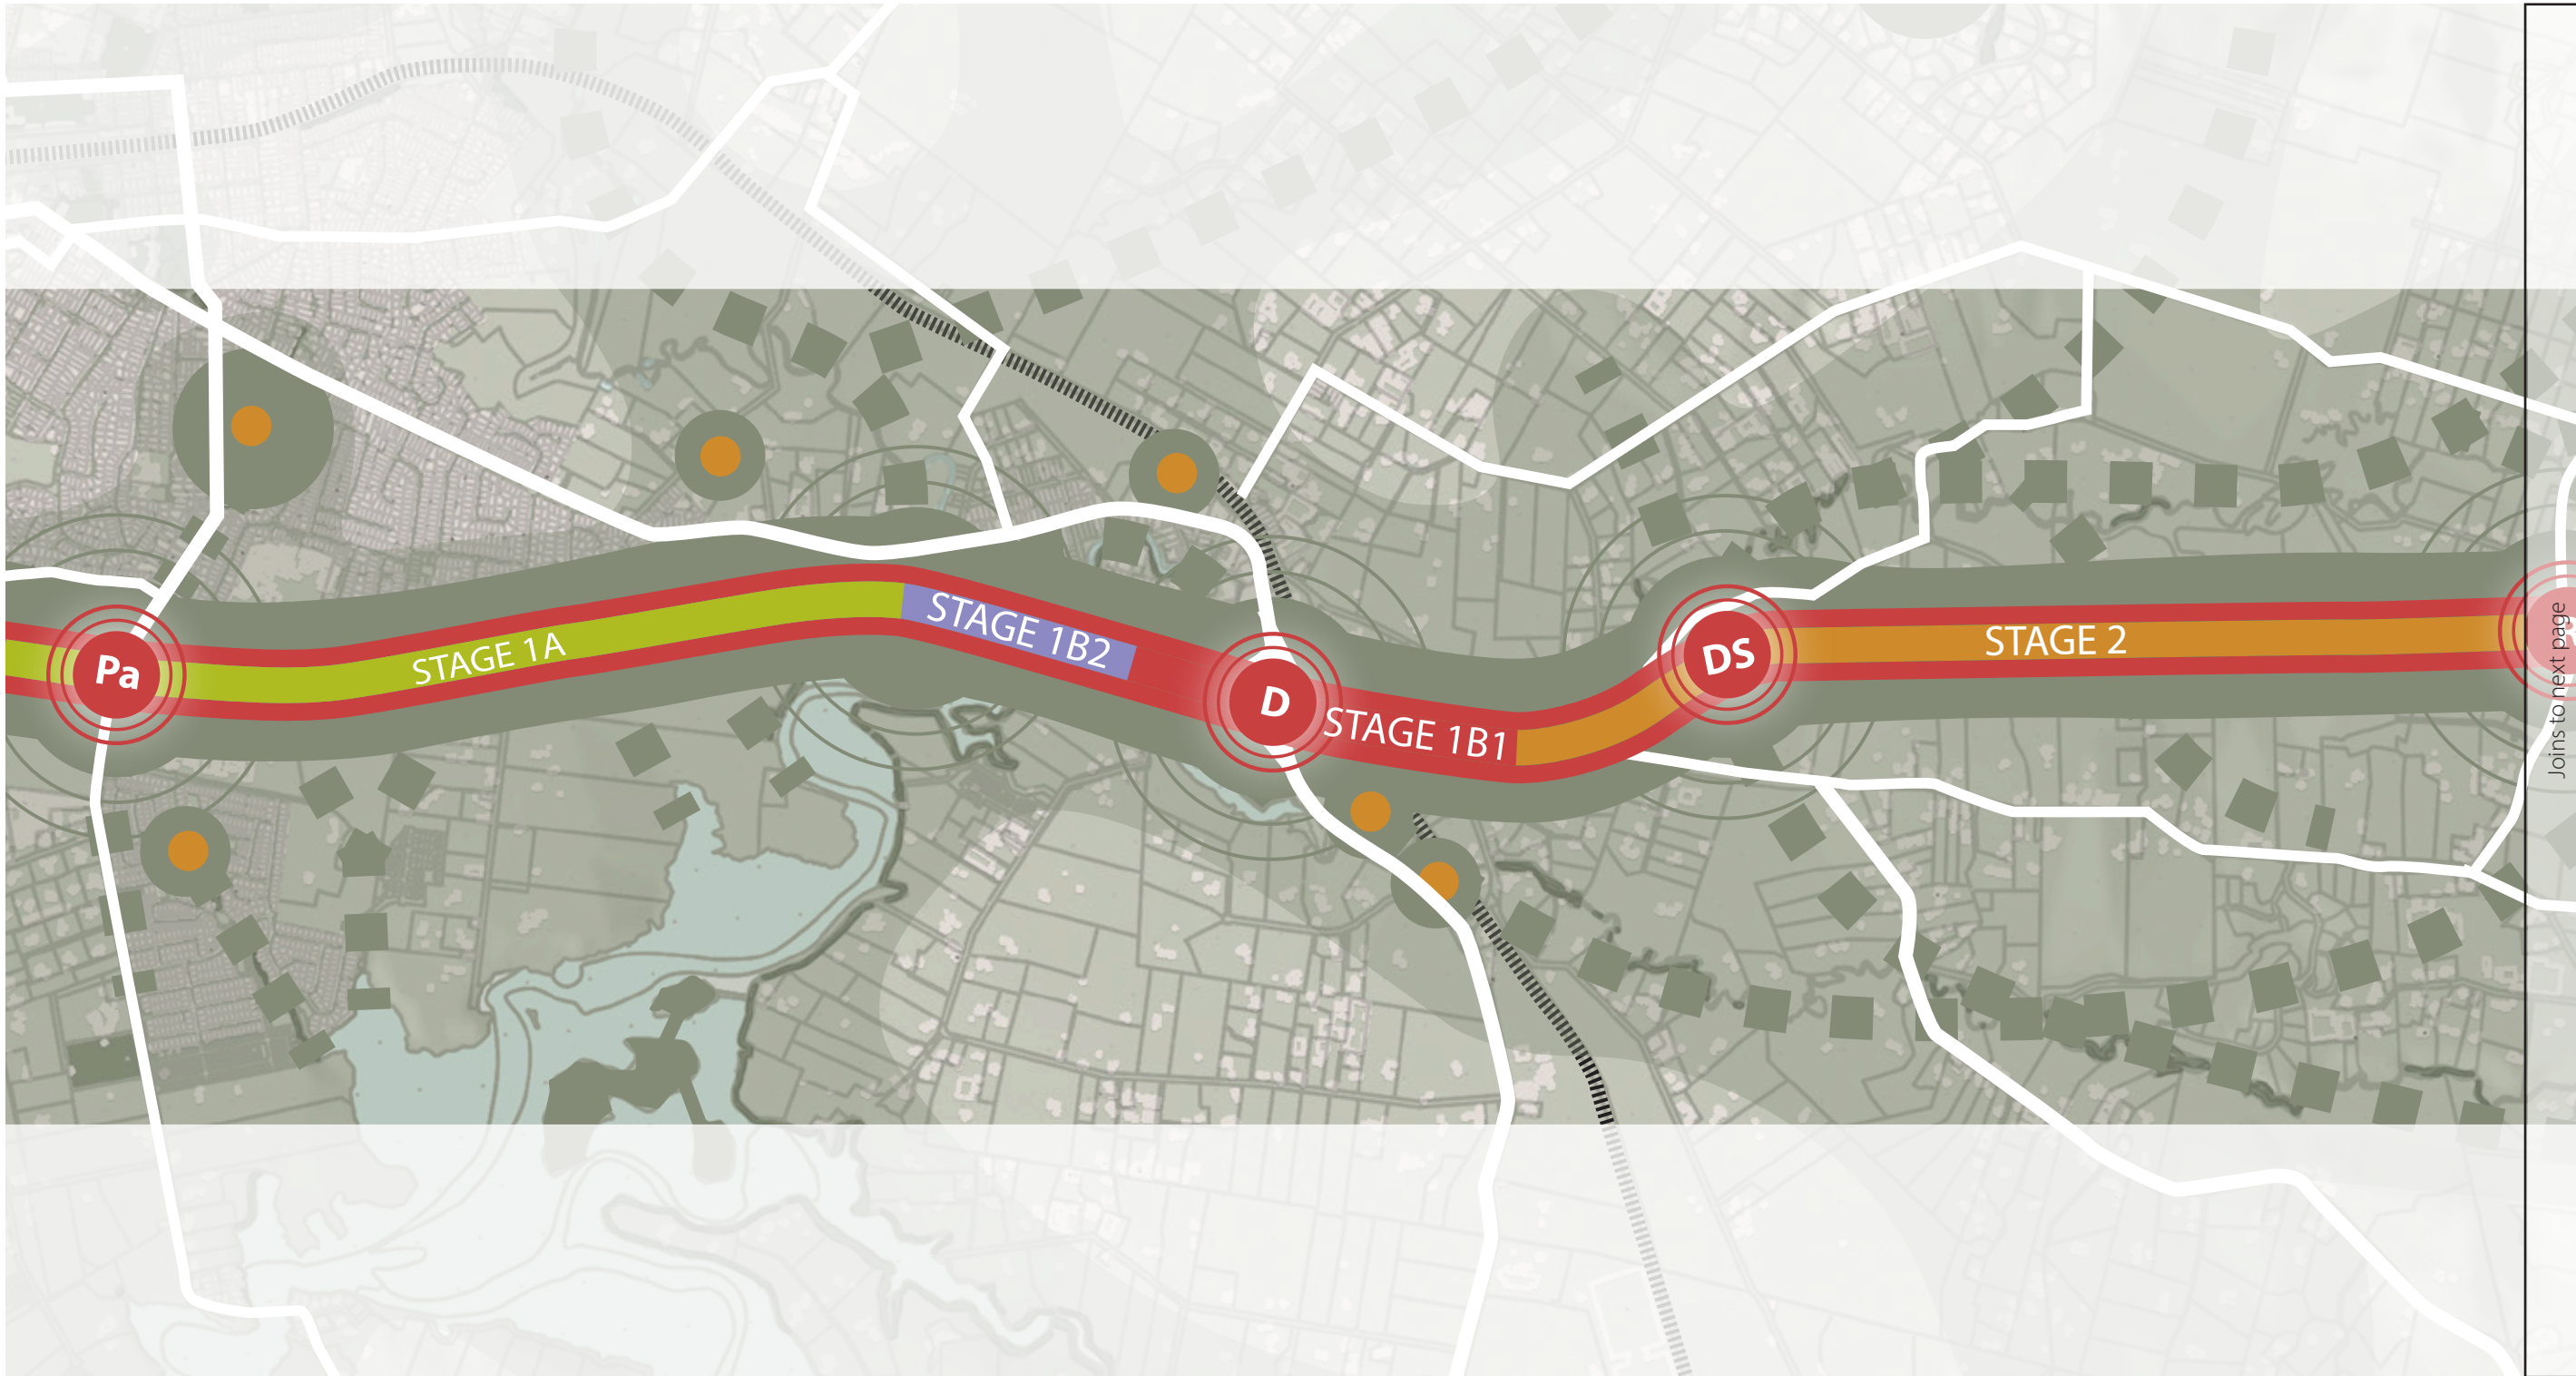 Pa
STAGE 1A
STAGE 1B2
D
STAGE 1B1
DS
STAGE 2
Joins to next page